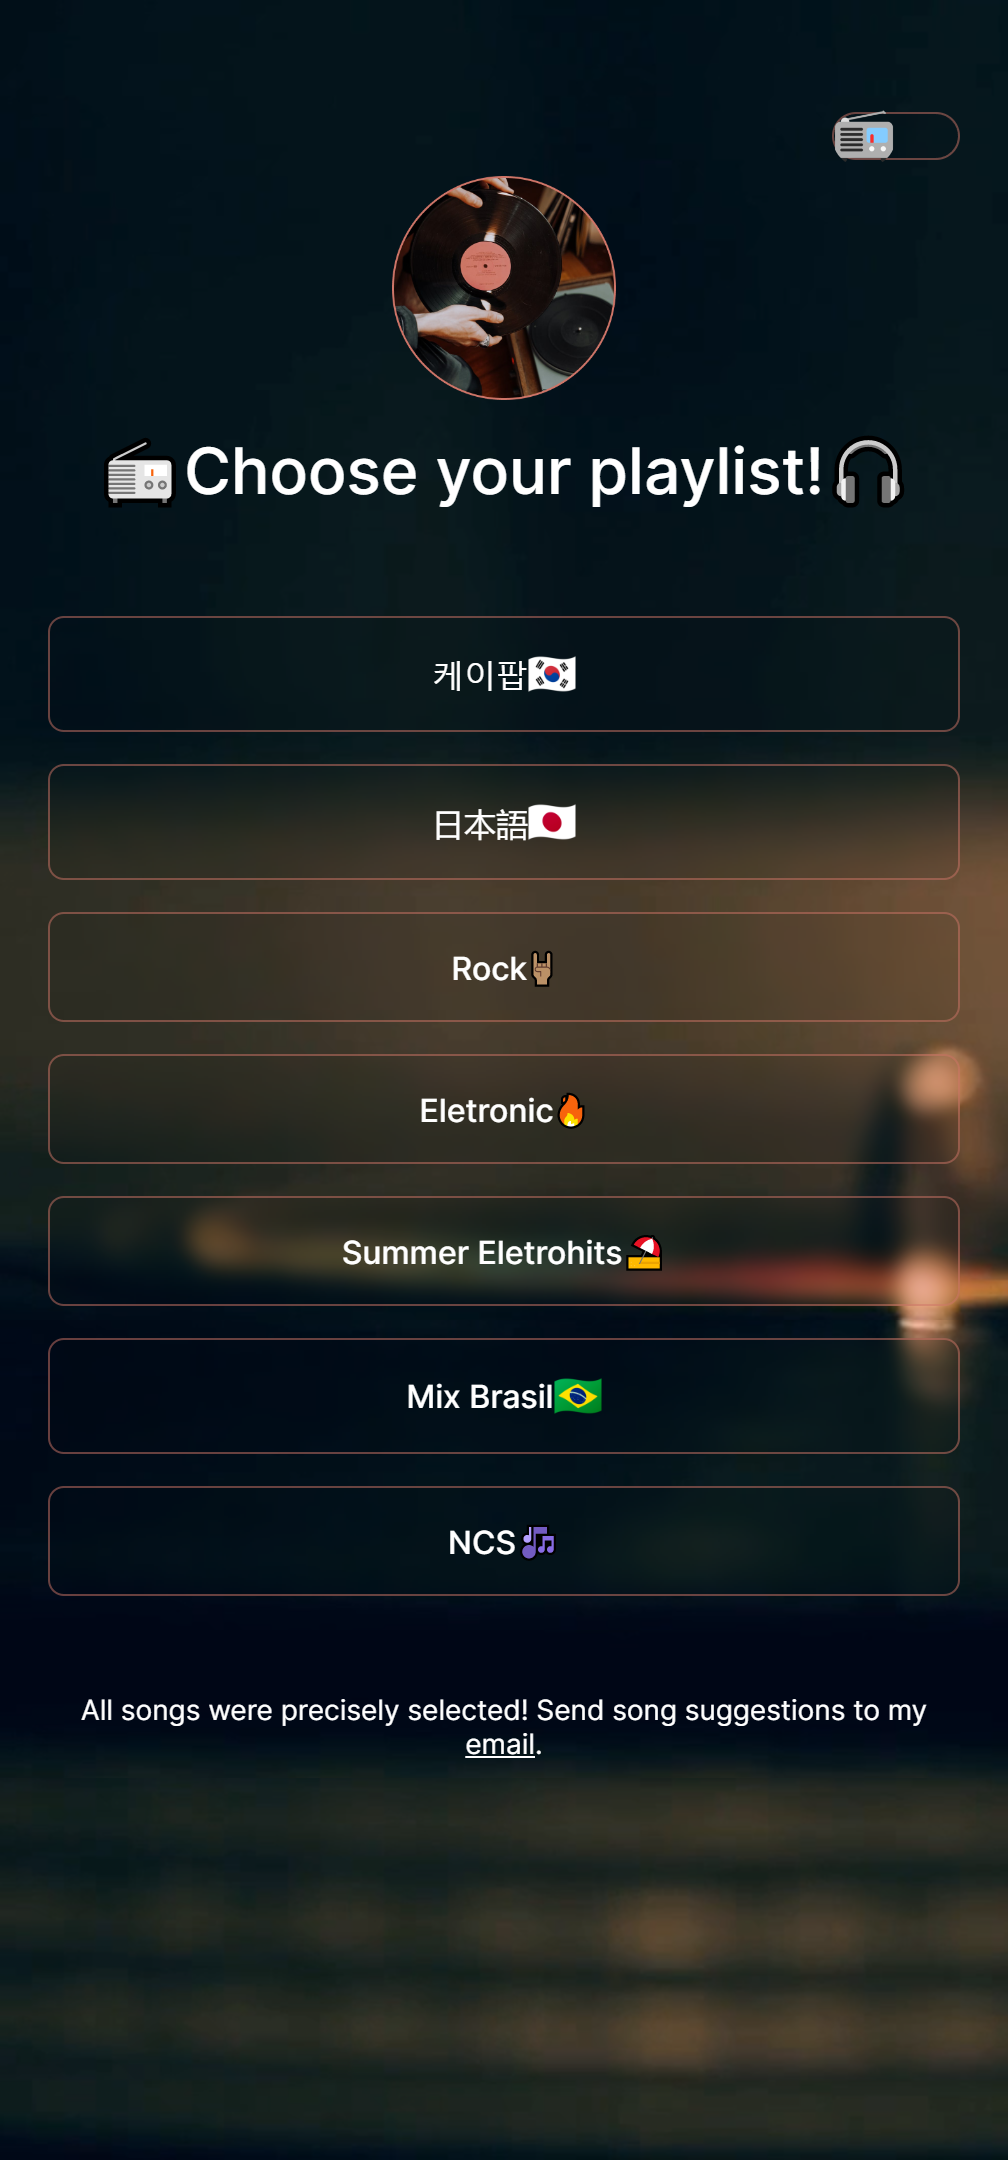 📻Choose your playlist!🎧
케이팝🇰🇷
日本語🇯🇵
Rock🤘🏽
Eletronic🔥
Summer Eletrohits🏖️
Mix Brasil🇧🇷
NCS🎶
All songs were precisely selected! Send song suggestions to my
email.